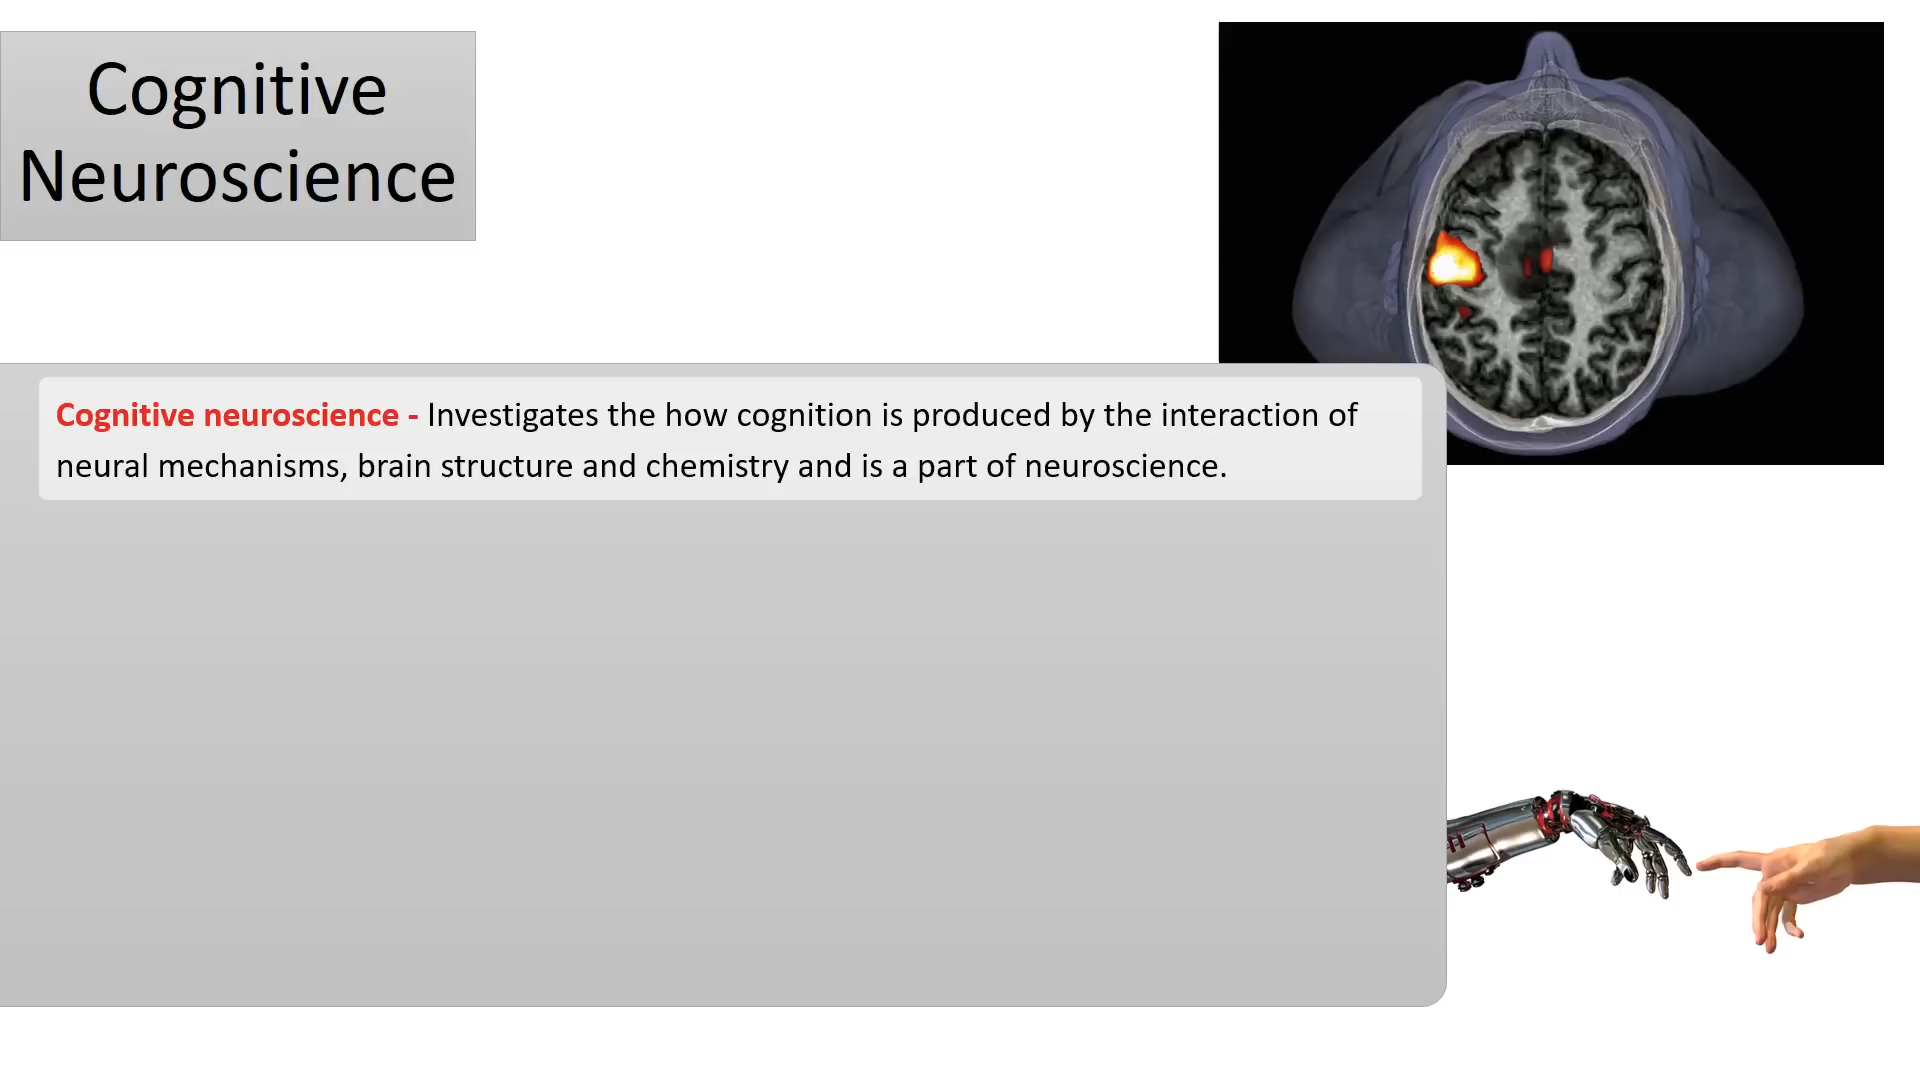 Cognitive
Neuroscience
Cognitive neuroscience - Investigates the how cognition is produced by the interaction of
neural mechanisms, brain structure and chemistry and is a part of neuroscience.